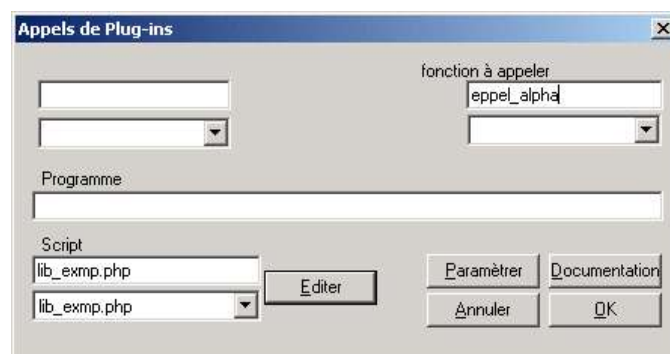 Appels de Plug-ins
fonction à appeler
eppel_alpha
Programme
Script
lib_exmp.php
Editer
lib_exmp.php
Paramètrer
Documentation
Annuler
OK